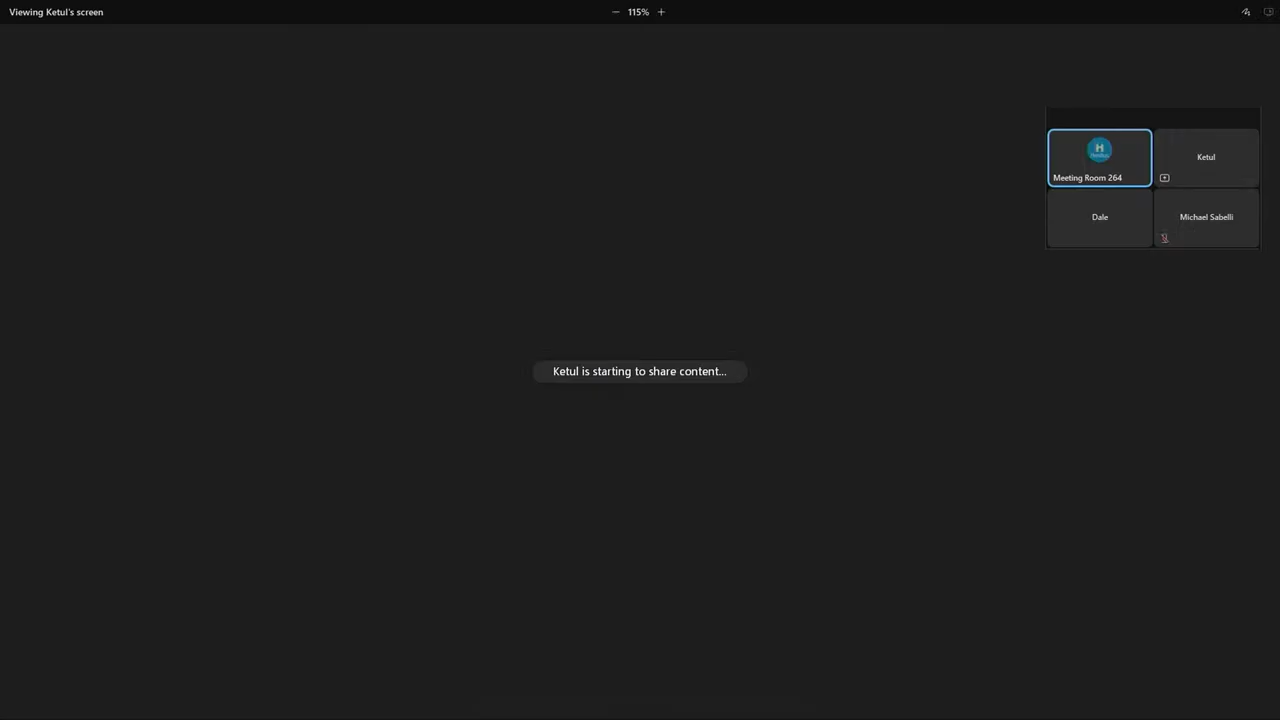 Viewing Ketul's screen
115%
H
Meeting Room 264
Ketul
Dale
Michael Sabelli
Ketul is starting to share content...